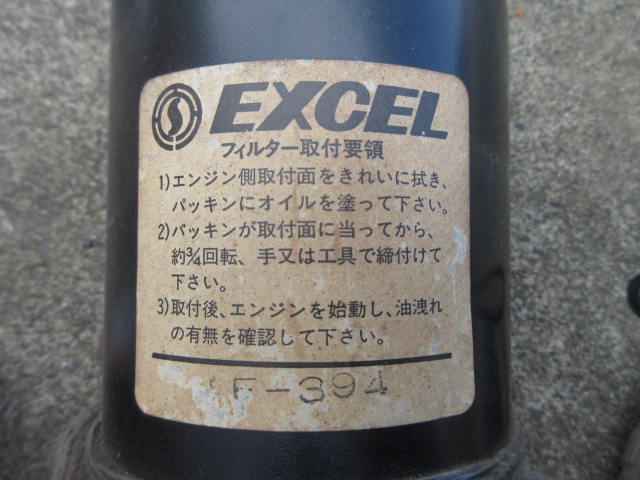 EXCEL
フィルター取付要領
1)エンジン側取付面をきれいに拭き、
パッキンにオイルを塗って下さい。
2)パッキンが取付面に当ってから、
約¾回転、手又は工具で締付けて
下さい。
3)取付後、エンジンを始動し、油洩れ
の有無を確認して下さい。
F-394